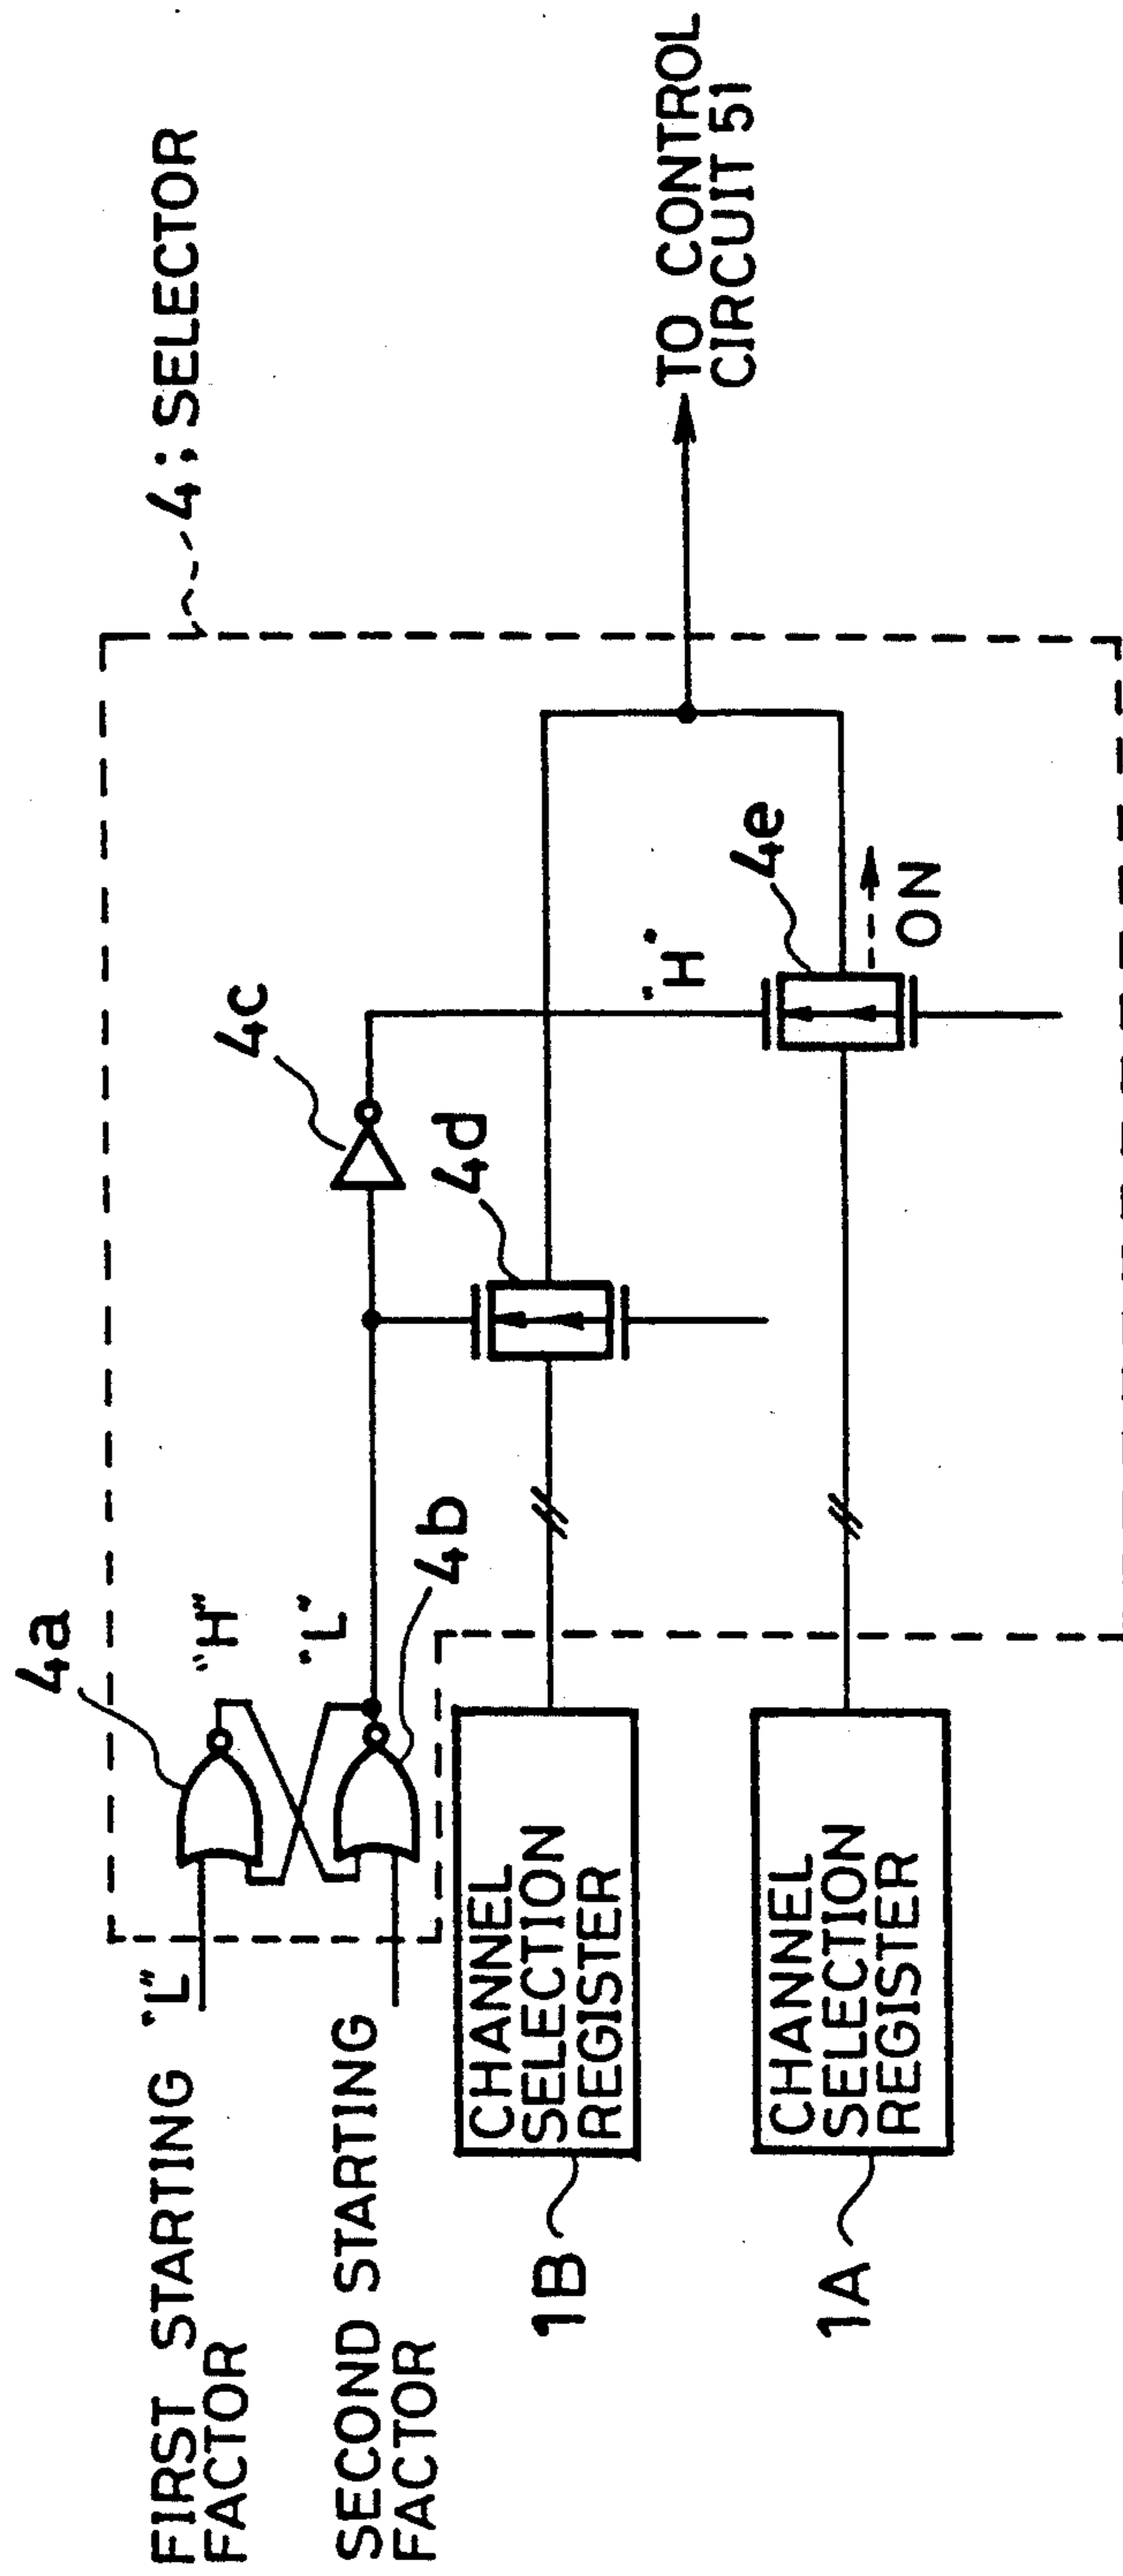 4: SELECTOR
4a
"H"
4c
FIRST STARTING "L"
FACTOR
"L"
4b
4d
SECOND STARTING
FACTOR
"H"
4e
ON
TO CONTROL
CIRCUIT 51
1B
CHANNEL
SELECTION
REGISTER
1A
CHANNEL
SELECTION
REGISTER